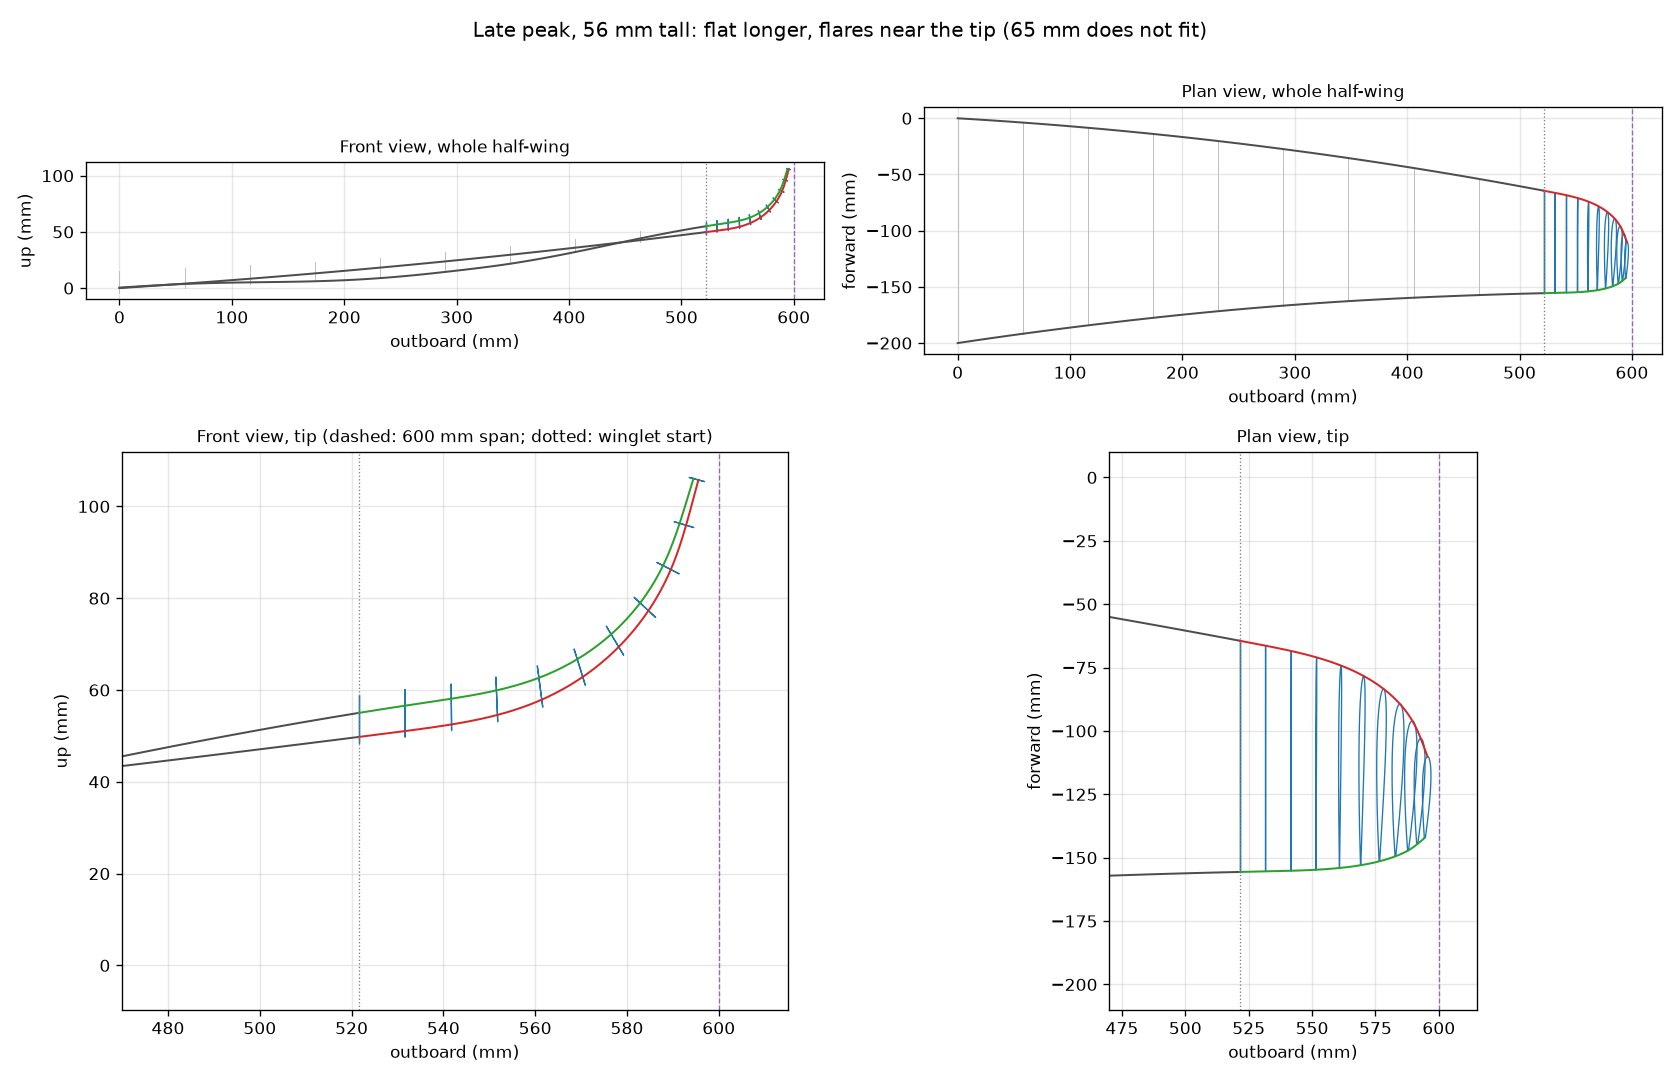 Late peak, 56 mm tall: flat longer, flares near the tip (65 mm does not fit)
Front view, whole half-wing
100
50
0
up (mm)
0 100 200 300 400 500 600
outboard (mm)
Plan view, whole half-wing
0
−50
−100
−150
−200
forward (mm)
0 100 200 300 400 500 600
outboard (mm)
Front view, tip (dashed: 600 mm span; dotted: winglet start)
100
80
60
40
20
0
up (mm)
480 500 520 540 560 580 600
outboard (mm)
Plan view, tip
0
−25
−50
−75
−100
−125
−150
−175
−200
forward (mm)
475 500 525 550 575 600
outboard (mm)